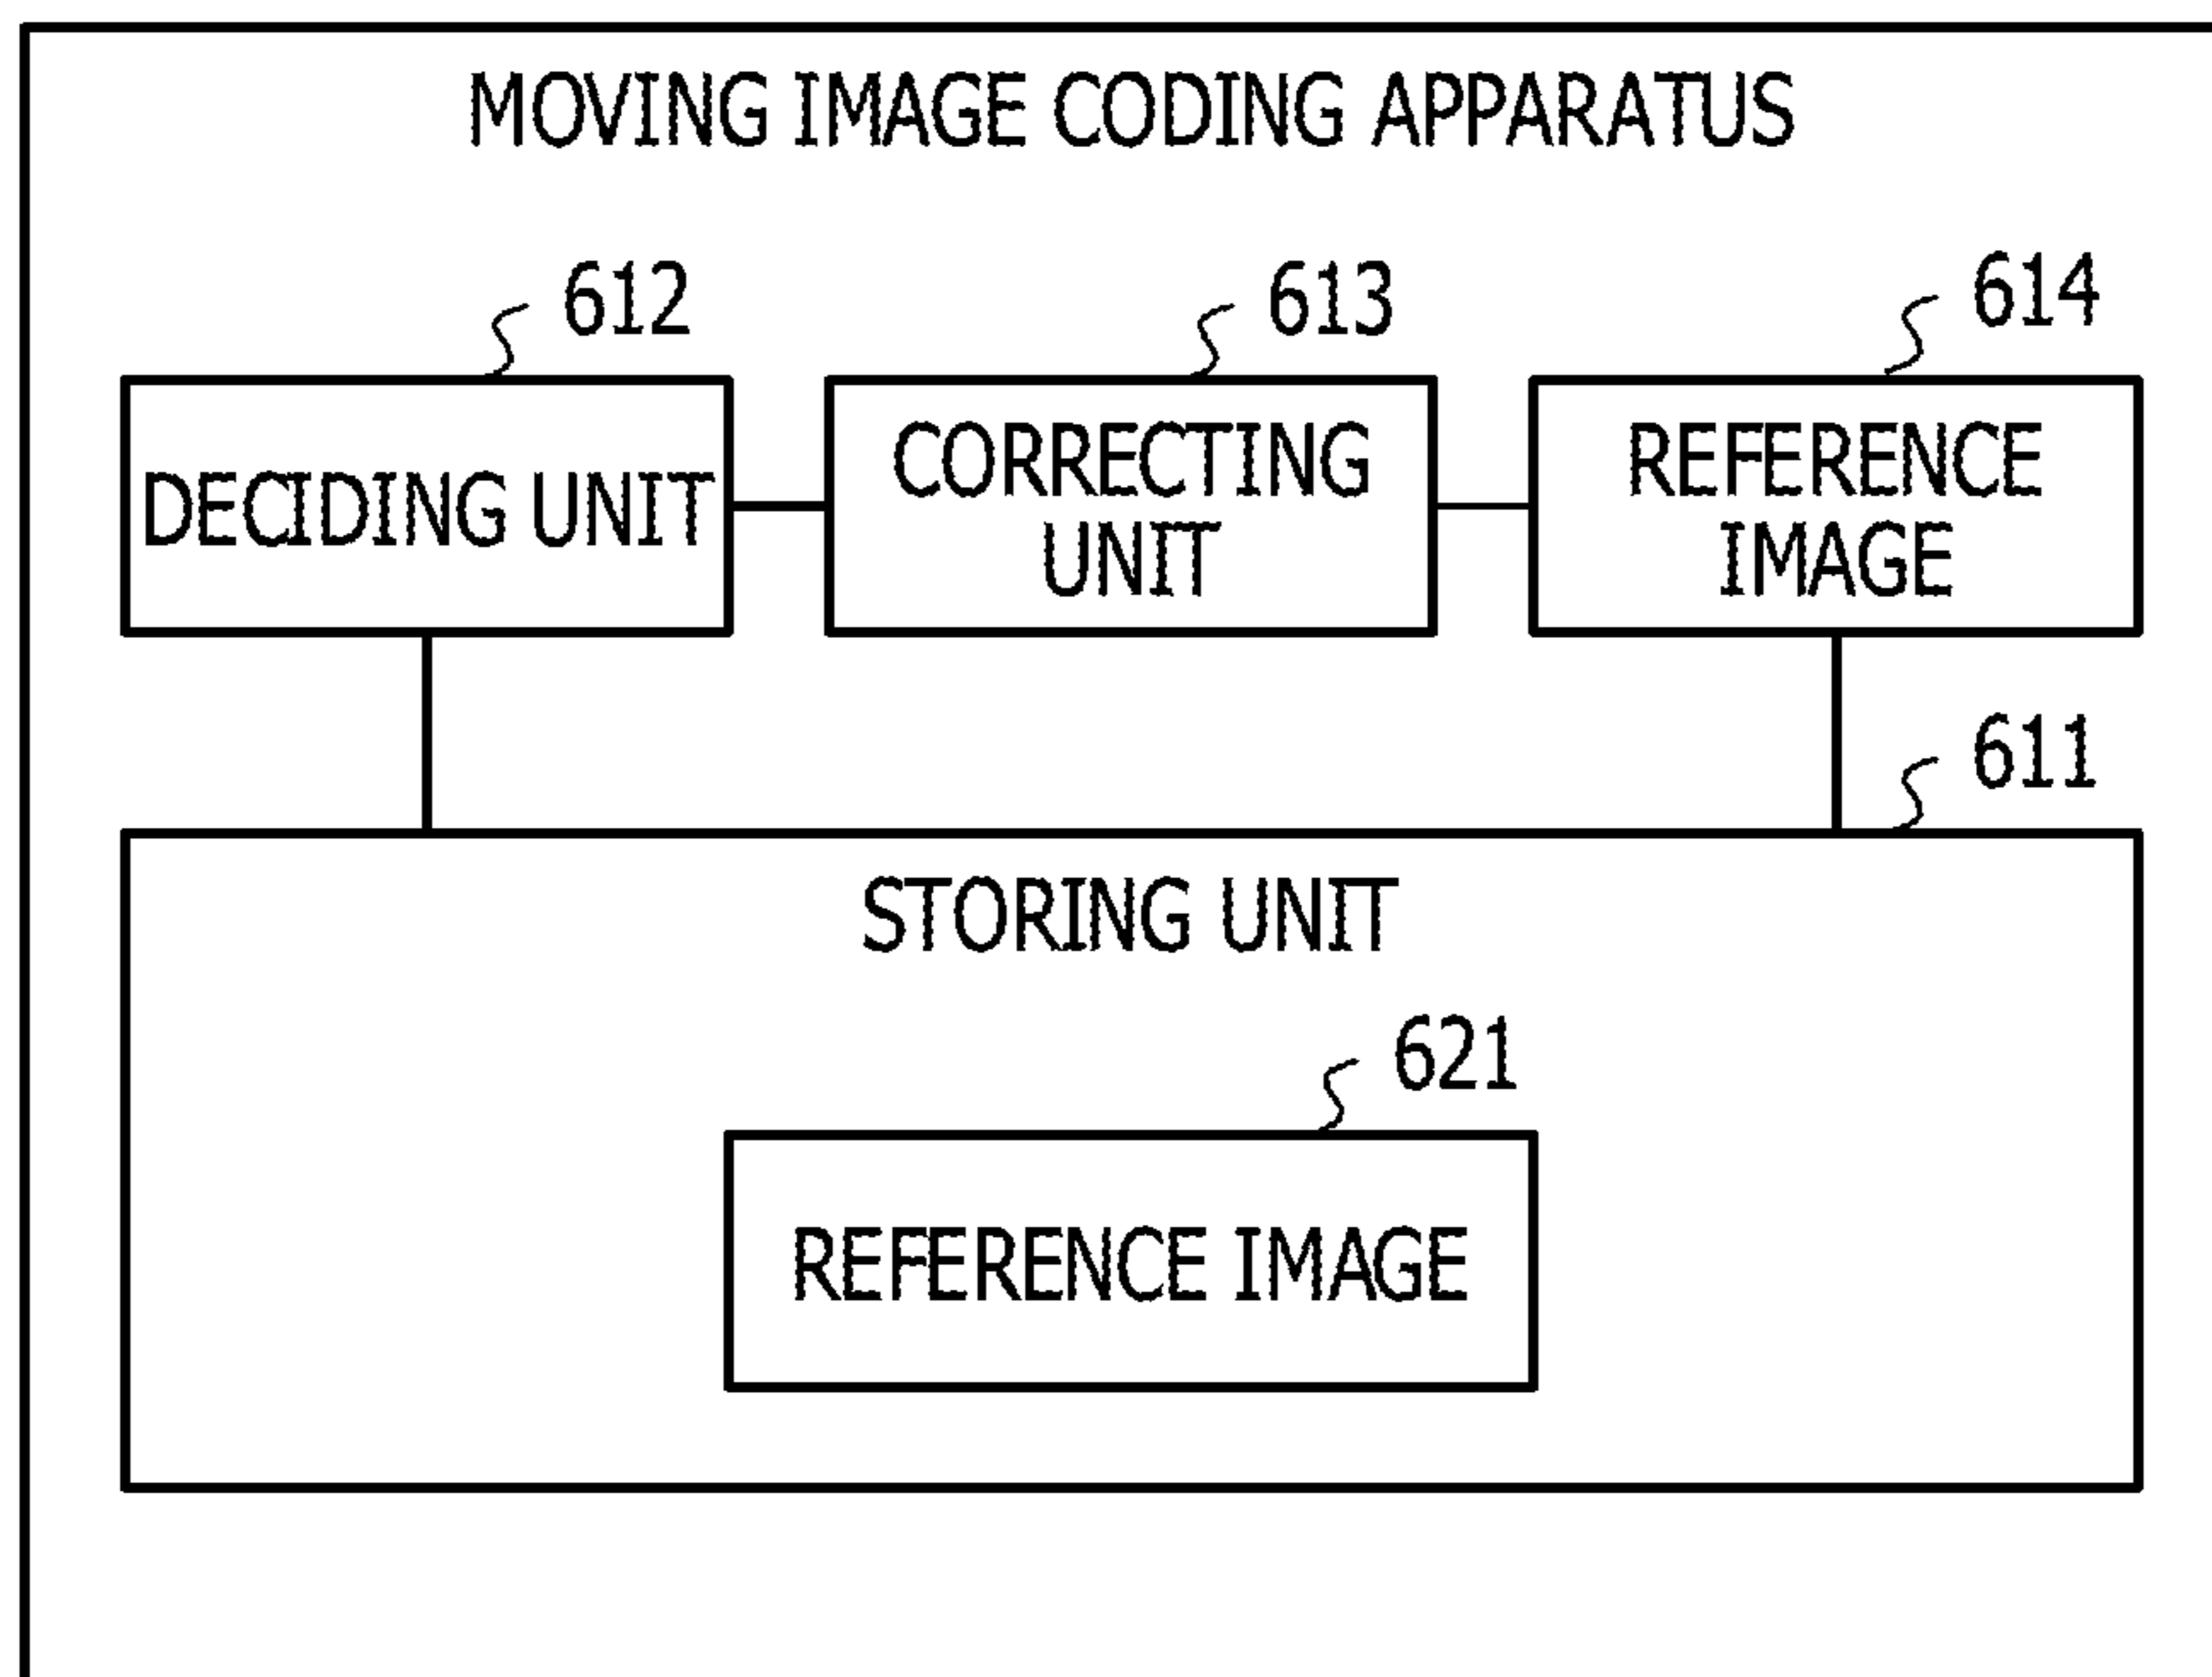 MOVING IMAGE CODING APPARATUS
612
613
614
DECIDING UNIT
CORRECTING
UNIT
REFERENCE
IMAGE
611
STORING UNIT
621
REFERENCE IMAGE